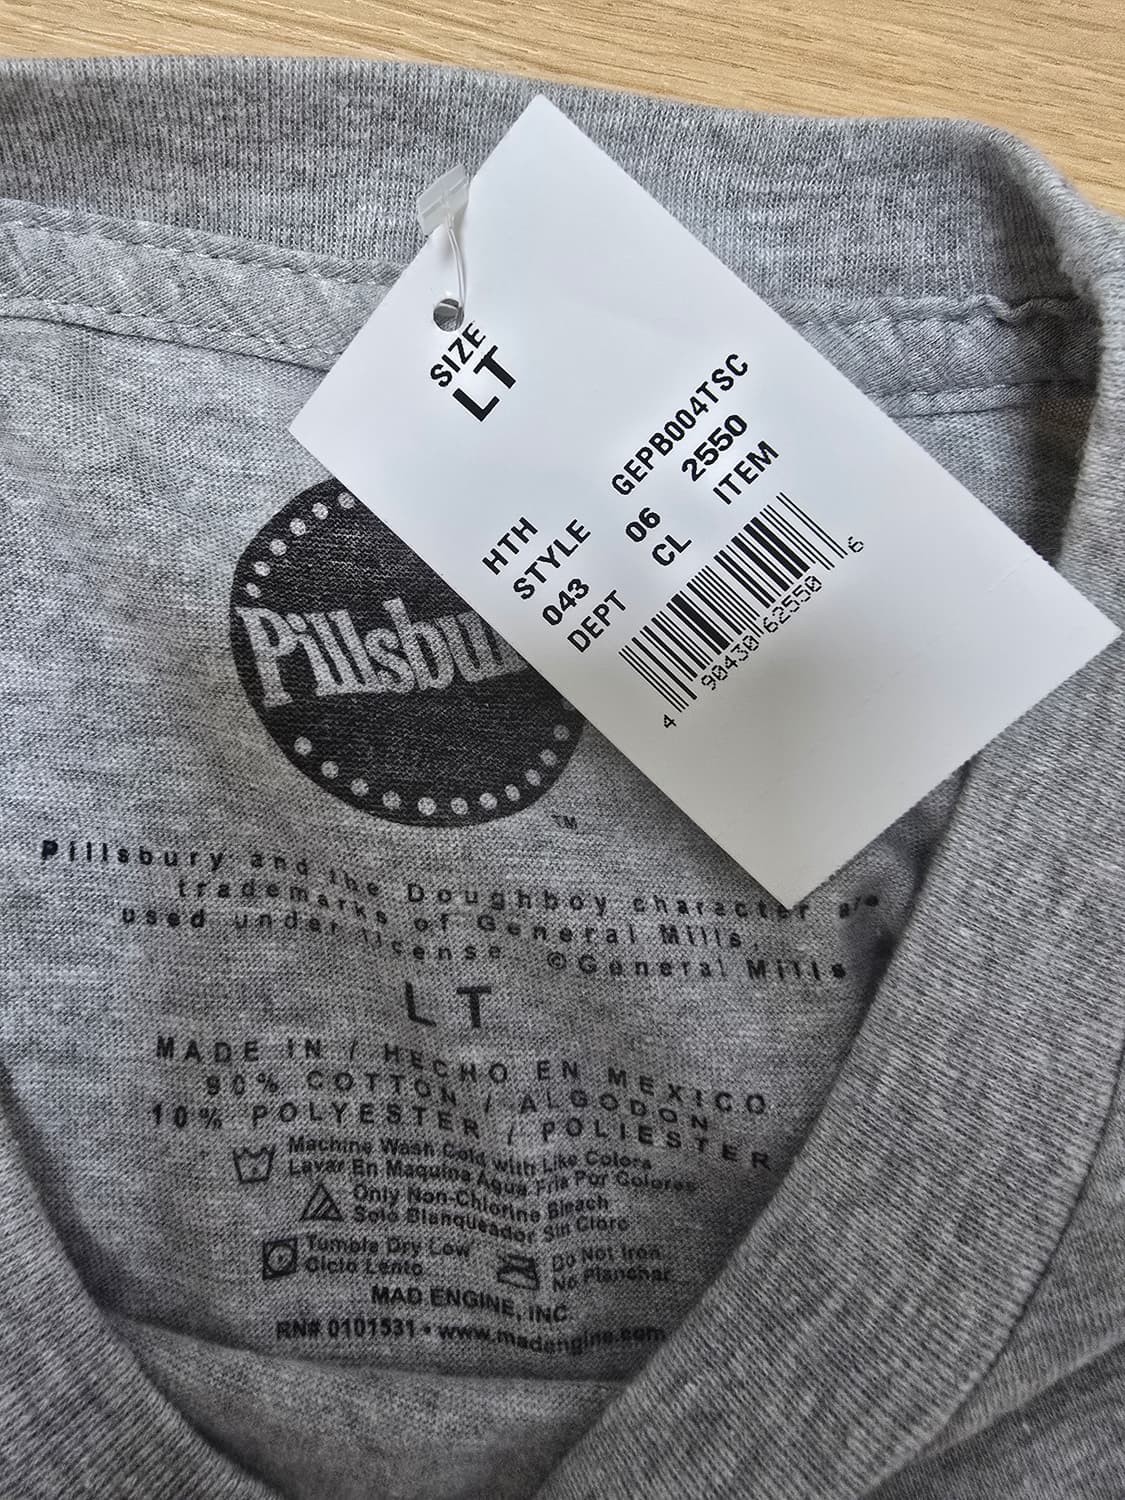 SIZE
LT
HTH GEPB004TSC
STYLE
043 06 2550
DEPT CL ITEM
4 90430 62550 6
Pillsbu
TM
Pillsbury and the Doughboy character are
trademarks of General Mills,
used under license ©General Mills
LT
MADE IN / HECHO EN MEXICO
90% COTTON / ALGODON
10% POLYESTER / POLIESTER
Machine Wash Cold with Like Colors
Lavar En Maquina Agua Fria Por Colores
Only Non-Chlorine Bleach
Solo Blanqueador Sin Cloro
Tumble Dry Low
Ciclo Lento
Do Not Iron
No Planchar
MAD ENGINE, INC
RN# 0101531 • www.madengine.com